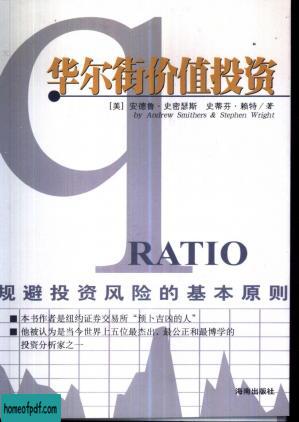 华尔街价值投资
[美] 安德鲁·史密瑟斯 史蒂芬·赖特/著
by Andrew Smithers & Stephen Wright
q
RATIO
规避投资风险的基本原则
■ 本书作者是纽约证券交易所“预卜吉凶的人”
■ 他被认为是当今世界上五位最杰出、最公正和最博学的
投资分析家之一
海南出版社
homeofpdf.com